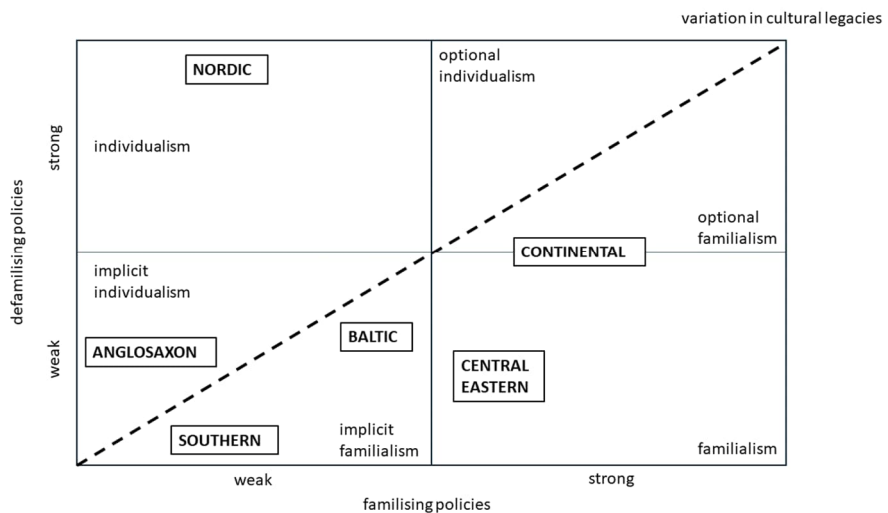 variation in cultural legacies
NORDIC
optional
individualism
strong
individualism
optional
familialism
CONTINENTAL
defamilising policies
implicit
individualism
BALTIC
weak
ANGLOSAXON
CENTRAL
EASTERN
SOUTHERN
implicit
familialism
familialism
weak
strong
familising policies